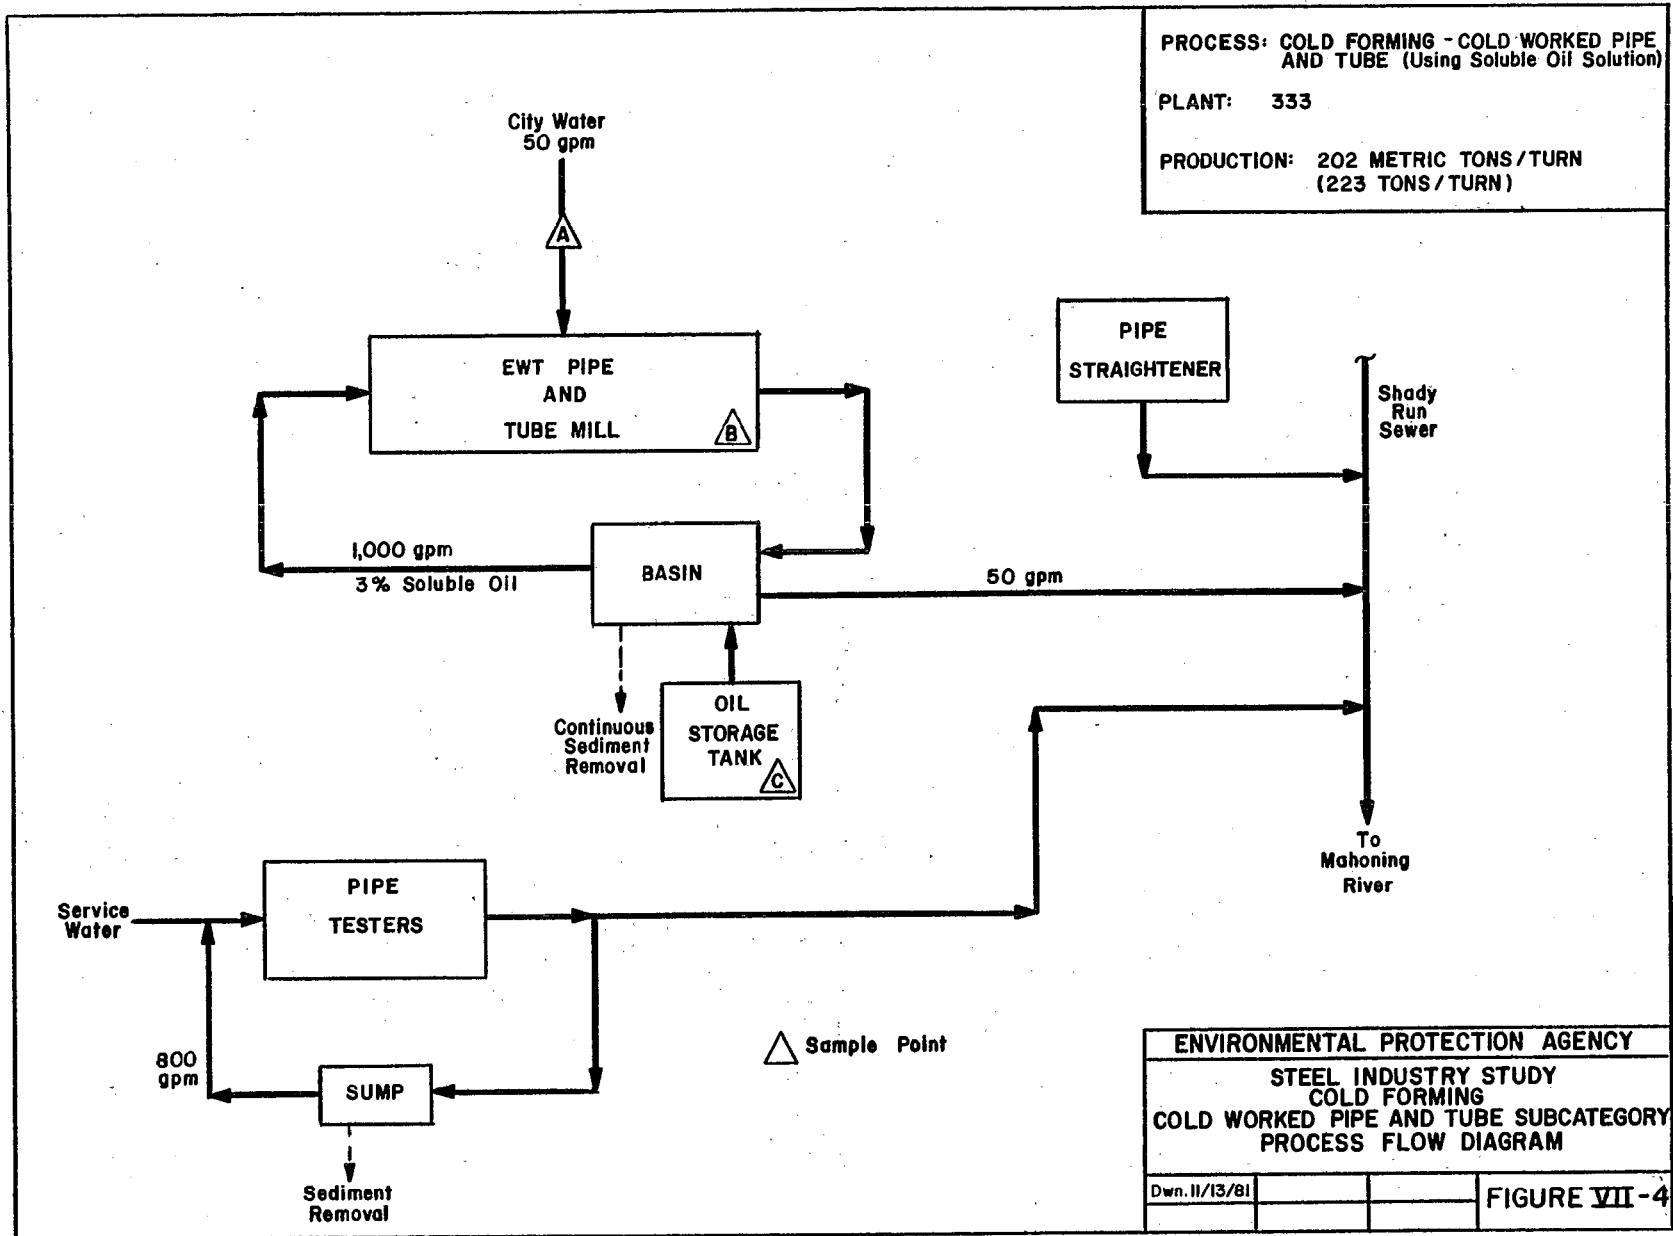 PROCESS: COLD FORMING - COLD WORKED PIPE
AND TUBE (Using Soluble Oil Solution)
PLANT: 333
PRODUCTION: 202 METRIC TONS/TURN
(223 TONS/TURN)
City Water
50 gpm
A
EWT PIPE
AND
TUBE MILL
B
PIPE
STRAIGHTENER
Shady
Run
Sewer
1,000 gpm
3% Soluble Oil
BASIN
50 gpm
Continuous
Sediment
Removal
OIL
STORAGE
TANK
C
To
Mahoning
River
Service
Water
PIPE
TESTERS
800
gpm
SUMP
Sediment
Removal
Sample Point
ENVIRONMENTAL PROTECTION AGENCY
STEEL INDUSTRY STUDY
COLD FORMING
COLD WORKED PIPE AND TUBE SUBCATEGORY
PROCESS FLOW DIAGRAM
Dwn. 11/13/81
FIGURE VII-4